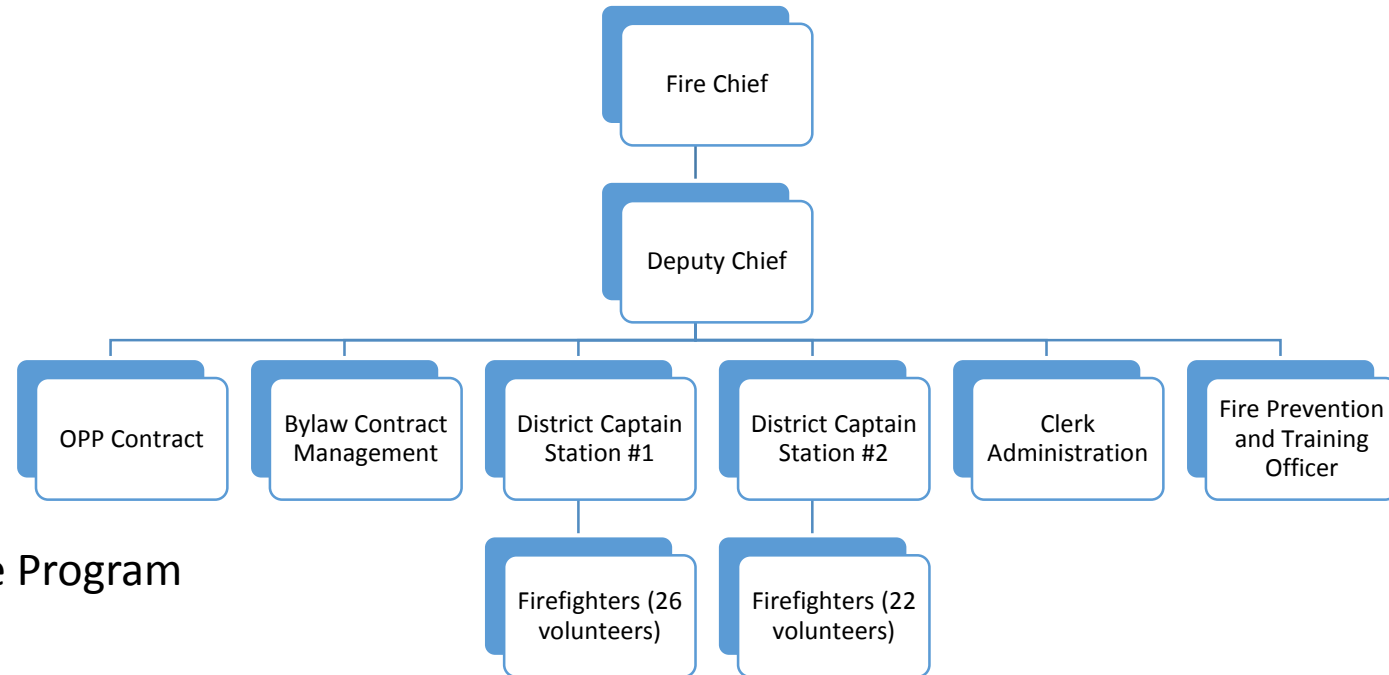 Fire Chief
Deputy Chief
OPP Contract
Bylaw Contract
Management
District Captain
Station #1
District Captain
Station #2
Clerk
Administration
Fire Prevention
and Training
Officer
e Program
Firefighters (26
volunteers)
Firefighters (22
volunteers)